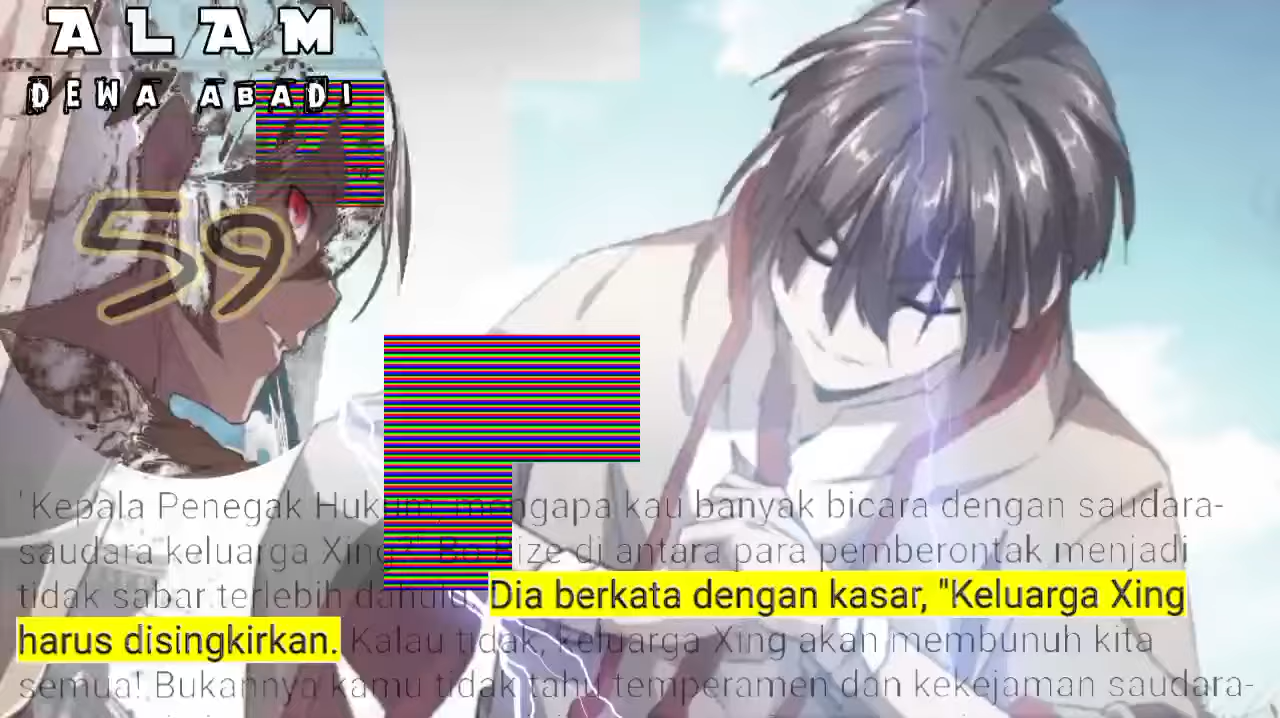 ALAM
DEWA ABADI
59
'Kepala Penegak Hukum, mengapa kau banyak bicara dengan saudara-
saudara keluarga Xing?" Bo Bize di antara para pemberontak menjadi
tidak sabar terlebih dahulu. Dia berkata dengan kasar, "Keluarga Xing
harus disingkirkan. Kalau tidak, keluarga Xing akan membunuh kita
semua! Bukannya kamu tidak tahu temperamen dan kekejaman saudara-